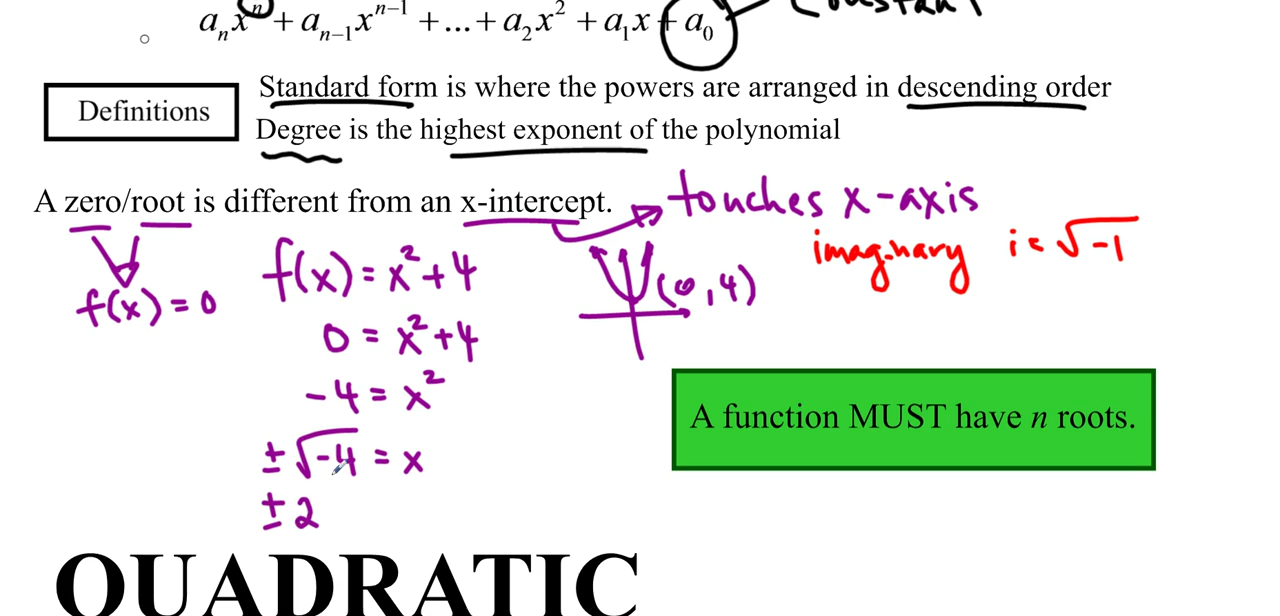 aₙxⁿ + aₙ₋₁xⁿ⁻¹ + ... + a₂x² + a₁x + a₀
Standard form is where the powers are arranged in descending order
Definitions
Degree is the highest exponent of the polynomial
A zero/root is different from an x-intercept.
touches x-axis
imaginary i = √-1
f(x) = 0
f(x) = x² + 4
(0, 4)
0 = x² + 4
-4 = x²
± √-4 = x
± 2
A function MUST have n roots.
QUADRATIC